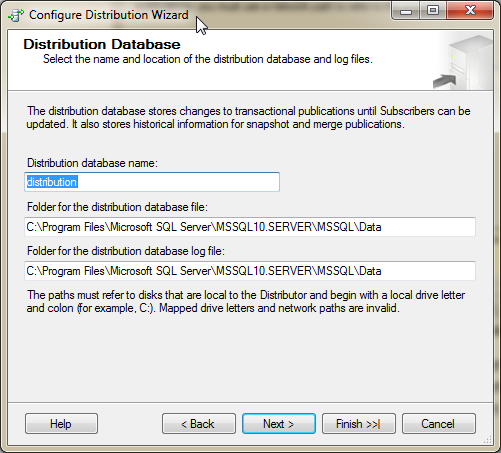 Configure Distribution Wizard
Distribution Database
Select the name and location of the distribution database and log files.
The distribution database stores changes to transactional publications until Subscribers can be
updated. It also stores historical information for snapshot and merge publications.
Distribution database name:
distribution
Folder for the distribution database file:
C:\Program Files\Microsoft SQL Server\MSSQL10.SERVER\MSSQL\Data
Folder for the distribution database log file:
C:\Program Files\Microsoft SQL Server\MSSQL10.SERVER\MSSQL\Data
The paths must refer to disks that are local to the Distributor and begin with a local drive letter
and colon (for example, C:). Mapped drive letters and network paths are invalid.
Help
< Back
Next >
Finish >>|
Cancel